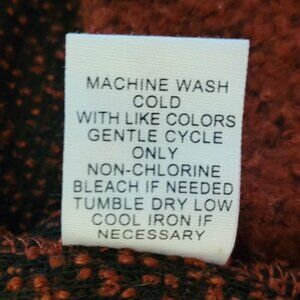 MACHINE WASH
COLD
WITH LIKE COLORS
GENTLE CYCLE
ONLY
NON-CHLORINE
BLEACH IF NEEDED
TUMBLE DRY LOW
COOL IRON IF
NECESSARY